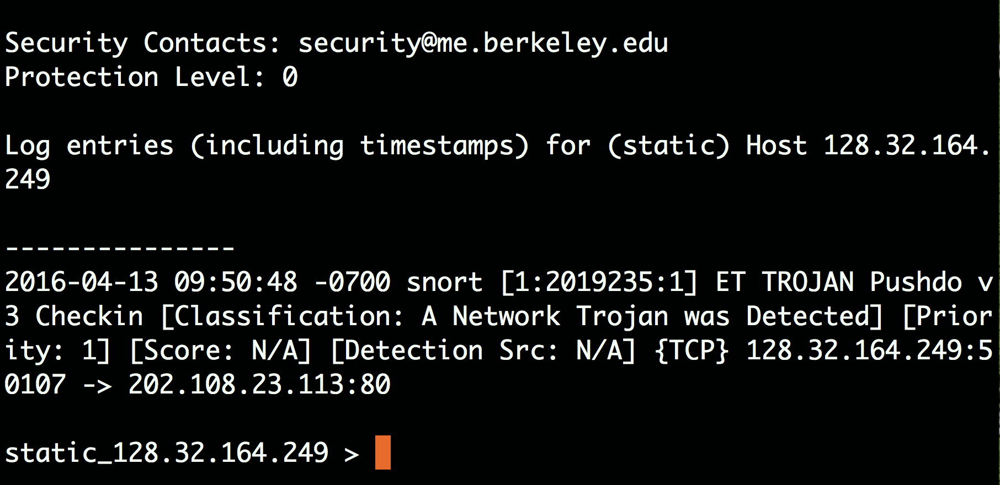 Security Contacts: security@me.berkeley.edu
Protection Level: 0
Log entries (including timestamps) for (static) Host 128.32.164.
249
---------------
2016-04-13 09:50:48 -0700 snort [1:2019235:1] ET TROJAN Pushdo v
3 Checkin [Classification: A Network Trojan was Detected] [Prior
ity: 1] [Score: N/A] [Detection Src: N/A] {TCP} 128.32.164.249:5
0107 -> 202.108.23.113:80
static_128.32.164.249 >